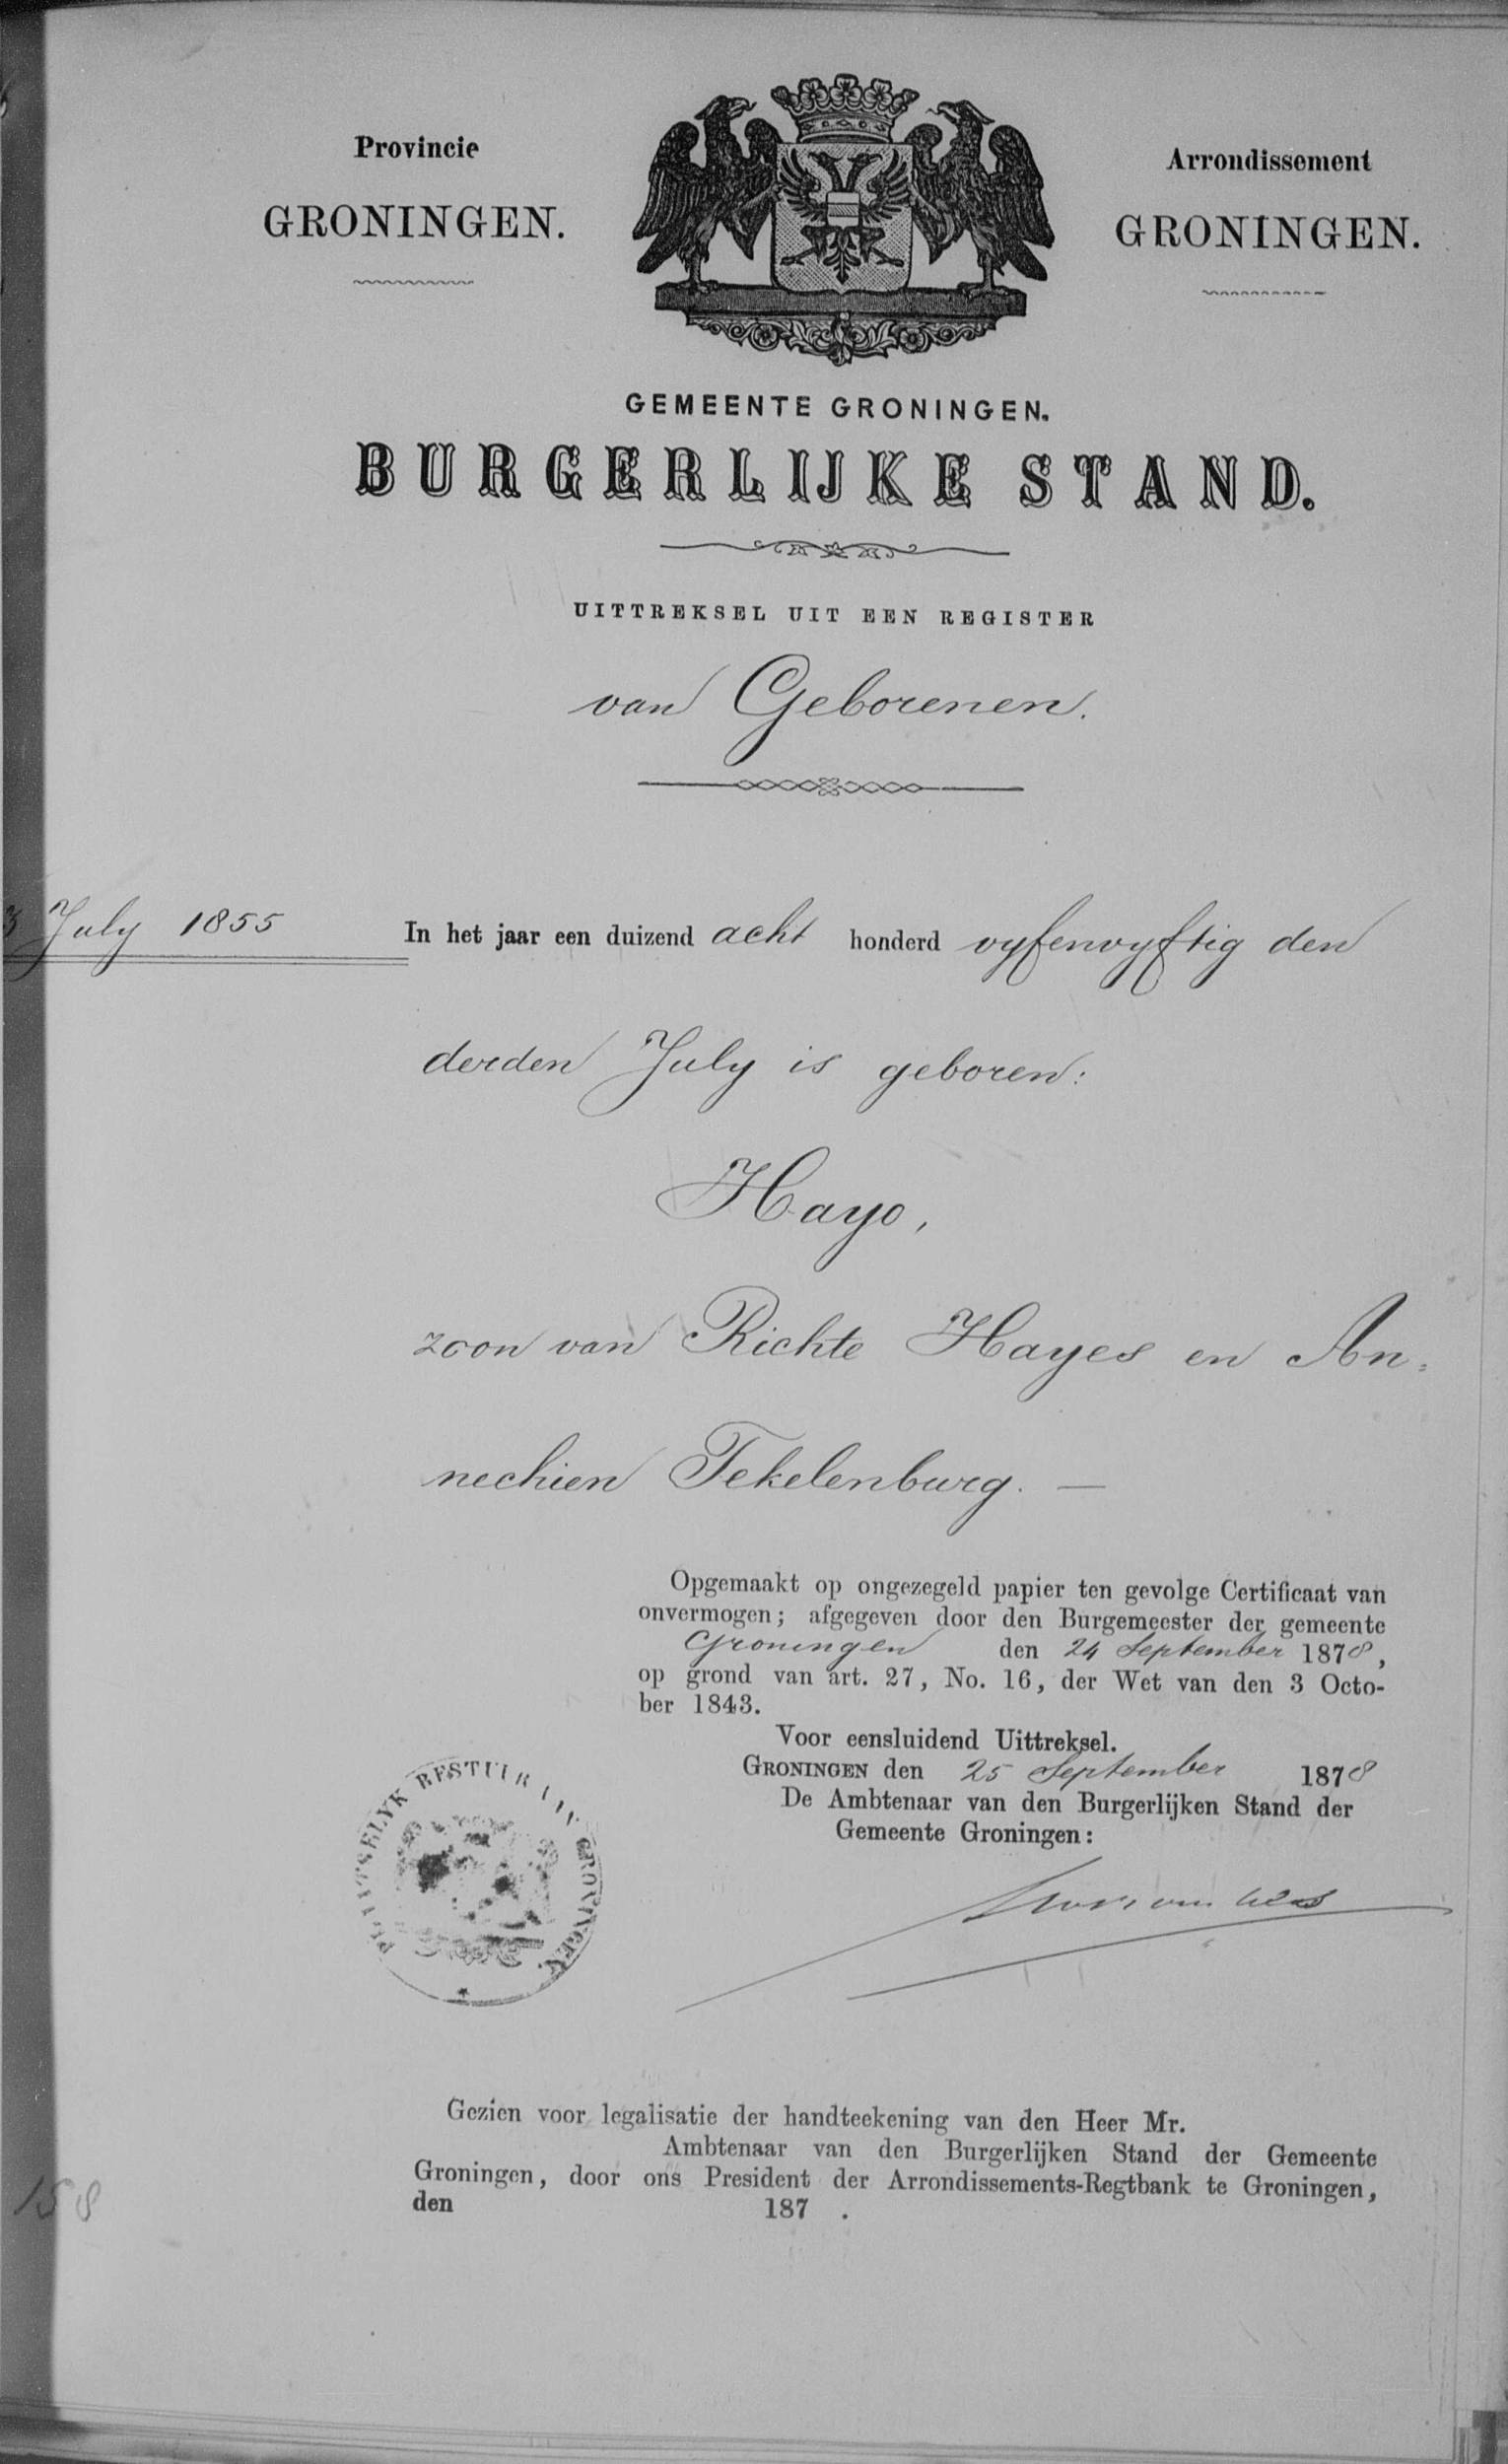 Provincie
GRONINGEN.
Arrondissement
GRONINGEN.
GEMEENTE GRONINGEN.
BURGERLIJKE STAND.
UITTREKSEL UIT EEN REGISTER
van Geborenen.
3 July 1855
In het jaar een duizend acht honderd vyfenvyftig den
derden July is geboren:
Hayo,
zoon van Richte Hayes en An=
nechien Tekelenburg. —
Opgemaakt op ongezegeld papier ten gevolge Certificaat van
onvermogen; afgegeven door den Burgemeester der gemeente
Groningen den 24 September 1878,
op grond van art. 27, No. 16, der Wet van den 3 Octo-
ber 1843.
Voor eensluidend Uittreksel.
GRONINGEN den 25 September 1878
De Ambtenaar van den Burgerlijken Stand der
Gemeente Groningen:
PLAATSELYK BESTUUR VAN GRONINGEN.
Gezien voor legalisatie der handteekening van den Heer Mr.
Ambtenaar van den Burgerlijken Stand der Gemeente
Groningen, door ons President der Arrondissements-Regtbank te Groningen,
den 187 .
158